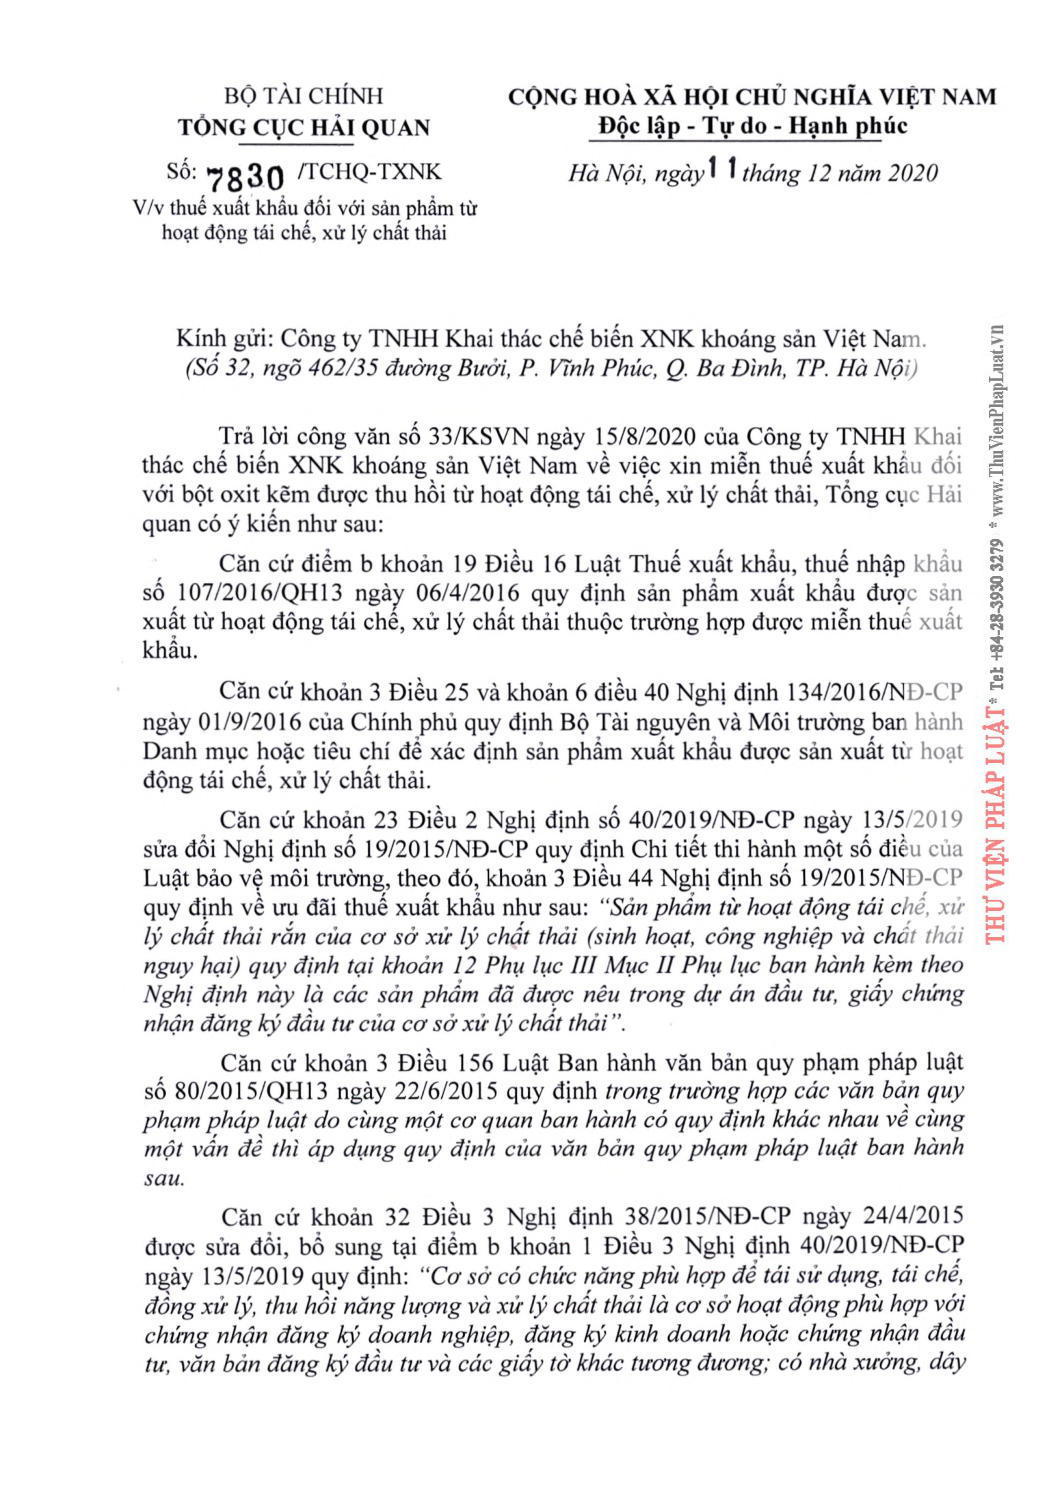 BỘ TÀI CHÍNH
TỔNG CỤC HẢI QUAN
Số: 7830 /TCHQ-TXNK
V/v thuế xuất khẩu đối với sản phẩm từ
hoạt động tái chế, xử lý chất thải
CỘNG HOÀ XÃ HỘI CHỦ NGHĨA VIỆT NAM
Độc lập - Tự do - Hạnh phúc
Hà Nội, ngày 11 tháng 12 năm 2020
Kính gửi: Công ty TNHH Khai thác chế biến XNK khoáng sản Việt Nam.
(Số 32, ngõ 462/35 đường Bưởi, P. Vĩnh Phúc, Q. Ba Đình, TP. Hà Nội)
Trả lời công văn số 33/KSVN ngày 15/8/2020 của Công ty TNHH Khai
thác chế biến XNK khoáng sản Việt Nam về việc xin miễn thuế xuất khẩu đối
với bột oxit kẽm được thu hồi từ hoạt động tái chế, xử lý chất thải, Tổng cục Hải
quan có ý kiến như sau:
Căn cứ điểm b khoản 19 Điều 16 Luật Thuế xuất khẩu, thuế nhập khẩu
số 107/2016/QH13 ngày 06/4/2016 quy định sản phẩm xuất khẩu được sản
xuất từ hoạt động tái chế, xử lý chất thải thuộc trường hợp được miễn thuế xuất
khẩu.
Căn cứ khoản 3 Điều 25 và khoản 6 điều 40 Nghị định 134/2016/NĐ-CP
ngày 01/9/2016 của Chính phủ quy định Bộ Tài nguyên và Môi trường ban hành
Danh mục hoặc tiêu chí để xác định sản phẩm xuất khẩu được sản xuất từ hoạt
động tái chế, xử lý chất thải.
Căn cứ khoản 23 Điều 2 Nghị định số 40/2019/NĐ-CP ngày 13/5/2019
sửa đổi Nghị định số 19/2015/NĐ-CP quy định Chi tiết thi hành một số điều của
Luật bảo vệ môi trường, theo đó, khoản 3 Điều 44 Nghị định số 19/2015/NĐ-CP
quy định về ưu đãi thuế xuất khẩu như sau: “Sản phẩm từ hoạt động tái chế, xử
lý chất thải rắn của cơ sở xử lý chất thải (sinh hoạt, công nghiệp và chất thải
nguy hại) quy định tại khoản 12 Phụ lục III Mục II Phụ lục ban hành kèm theo
Nghị định này là các sản phẩm đã được nêu trong dự án đầu tư, giấy chứng
nhận đăng ký đầu tư của cơ sở xử lý chất thải”.
Căn cứ khoản 3 Điều 156 Luật Ban hành văn bản quy phạm pháp luật
số 80/2015/QH13 ngày 22/6/2015 quy định trong trường hợp các văn bản quy
phạm pháp luật do cùng một cơ quan ban hành có quy định khác nhau về cùng
một vấn đề thì áp dụng quy định của văn bản quy phạm pháp luật ban hành
sau.
Căn cứ khoản 32 Điều 3 Nghị định 38/2015/NĐ-CP ngày 24/4/2015
được sửa đổi, bổ sung tại điểm b khoản 1 Điều 3 Nghị định 40/2019/NĐ-CP
ngày 13/5/2019 quy định: “Cơ sở có chức năng phù hợp để tái sử dụng, tái chế,
đồng xử lý, thu hồi năng lượng và xử lý chất thải là cơ sở hoạt động phù hợp với
chứng nhận đăng ký doanh nghiệp, đăng ký kinh doanh hoặc chứng nhận đầu
tư, văn bản đăng ký đầu tư và các giấy tờ khác tương đương; có nhà xưởng, dây
THƯ VIỆN PHÁP LUẬT * Tel: +84-28-3930 3279 * www.ThuVienPhapLuat.vn